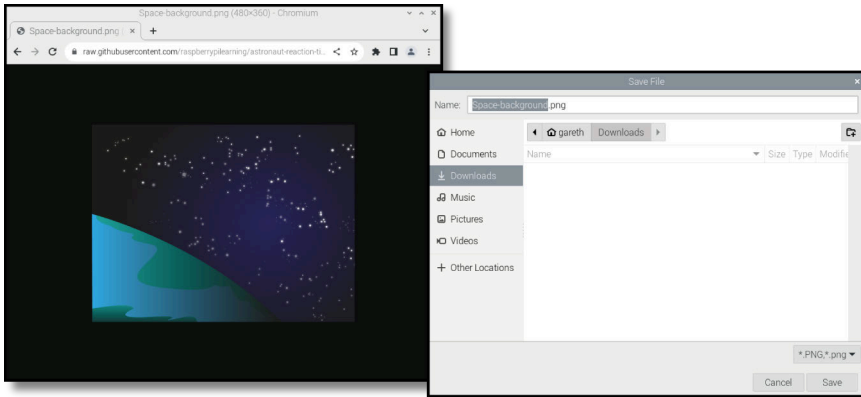 Space-background.png (480×360) - Chromium
Space-background.png
raw.githubusercontent.com/raspberrypilearning/astronaut-reaction-ti...
Save File
Name: Space-background.png
Home
gareth Downloads
Documents
Name Size Type Modifie
Downloads
Music
Pictures
Videos
Other Locations
*.PNG,*.png
Cancel Save